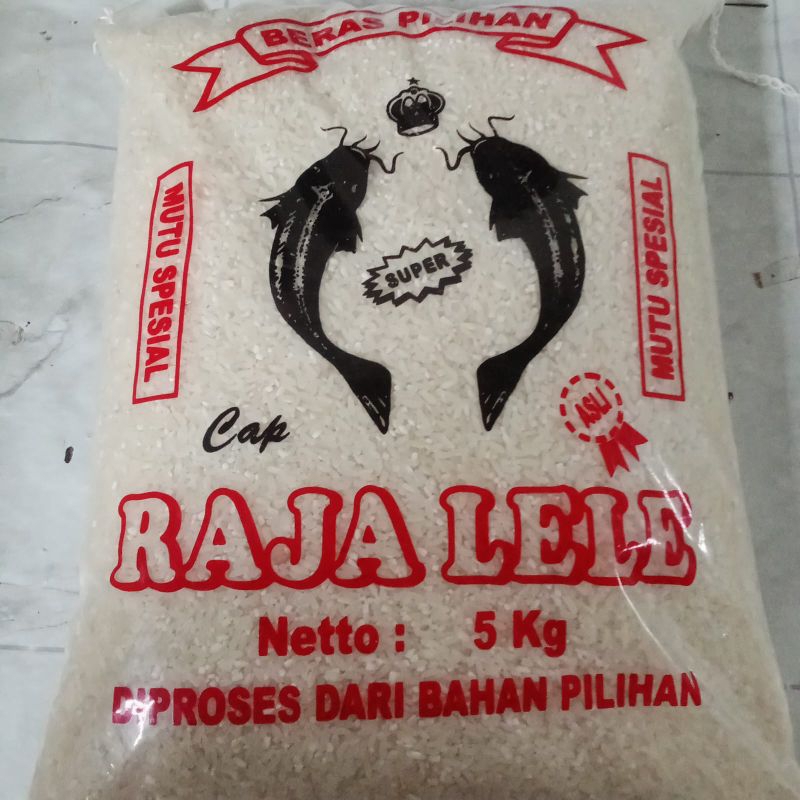 BERAS PILIHAN
MUTU SPESIAL
SUPER
MUTU SPESIAL
ASLI
Cap
RAJA LELE
Netto : 5 Kg
DIPROSES DARI BAHAN PILIHAN